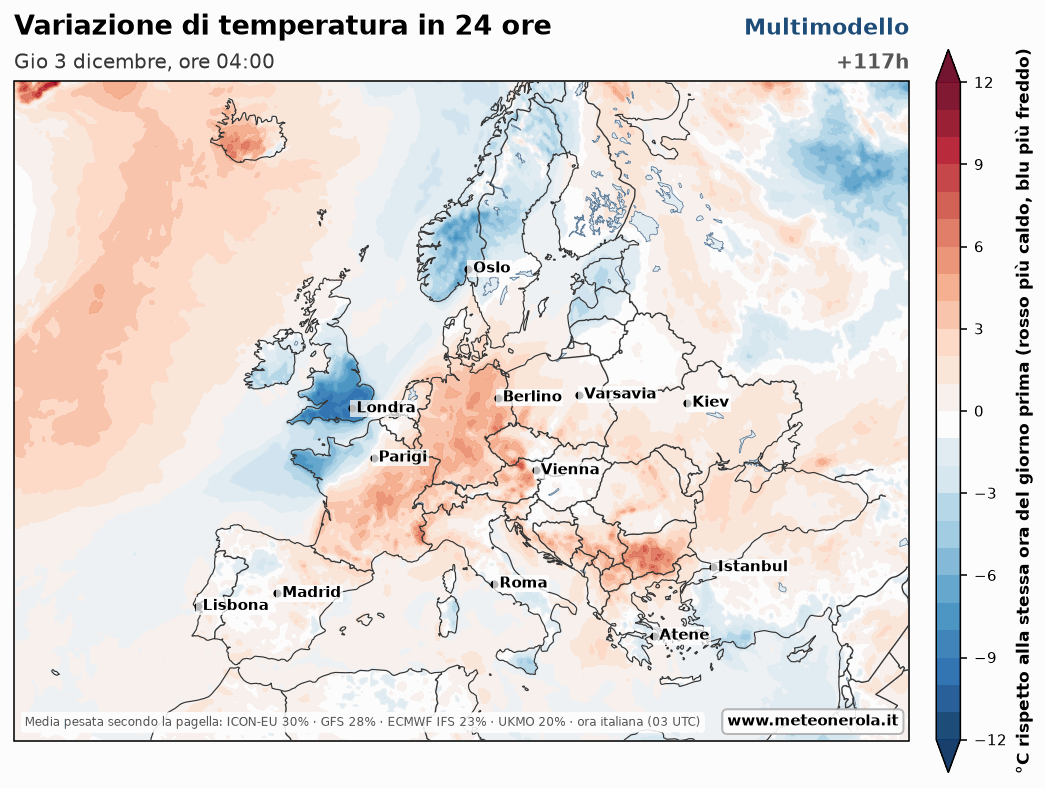 Variazione di temperatura in 24 ore
Multimodello
Gio 3 dicembre, ore 04:00
+117h
Oslo
Londra
Berlino
Varsavia
Kiev
Parigi
Vienna
Istanbul
Roma
Madrid
Lisbona
Atene
Media pesata secondo la pagella: ICON-EU 30% · GFS 28% · ECMWF IFS 23% · UKMO 20% · ora italiana (03 UTC)
www.meteonerola.it
12
9
6
3
0
−3
−6
−9
−12
°C rispetto alla stessa ora del giorno prima (rosso più caldo, blu più freddo)